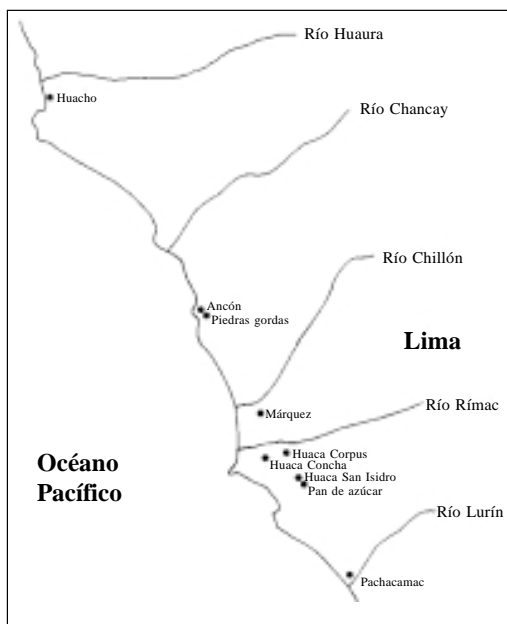 Río Huaura
Huacho
Río Chancay
Río Chillón
Ancón
Piedras gordas
Lima
Márquez
Río Rímac
Huaca Corpus
Huaca Concha
Océano
Pacífico
Huaca San Isidro
Pan de azúcar
Río Lurín
Pachacamac